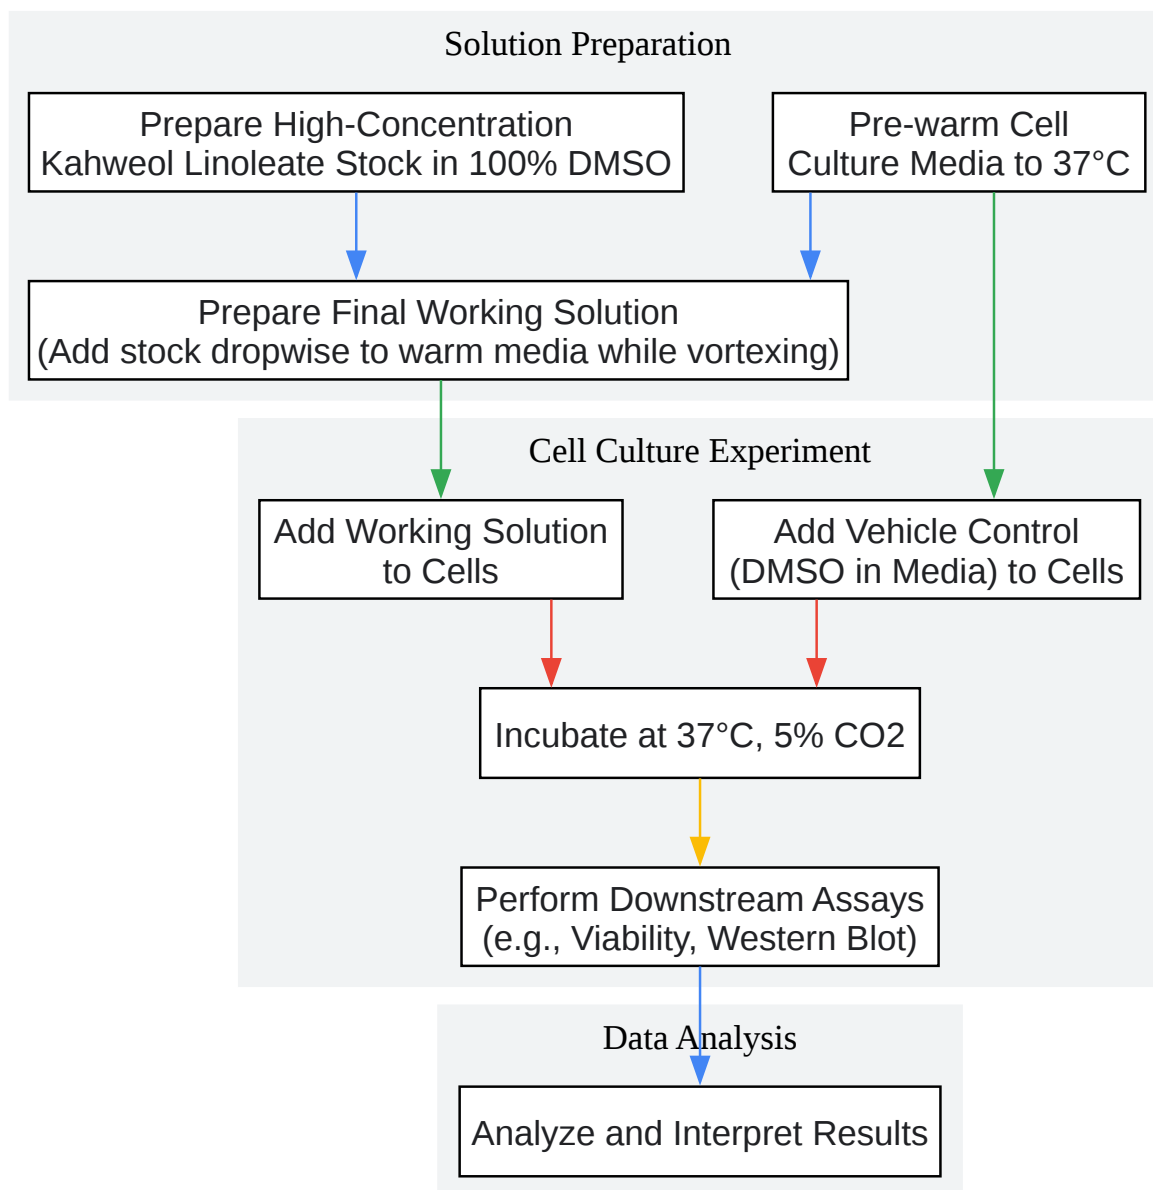 Solution Preparation
Prepare High-Concentration
Kahweol Linoleate Stock in 100% DMSO
Pre-warm Cell
Culture Media to 37°C
Prepare Final Working Solution
(Add stock dropwise to warm media while vortexing)
Cell Culture Experiment
Add Working Solution
to Cells
Add Vehicle Control
(DMSO in Media) to Cells
Incubate at 37°C, 5% CO2
Perform Downstream Assays
(e.g., Viability, Western Blot)
Data Analysis
Analyze and Interpret Results